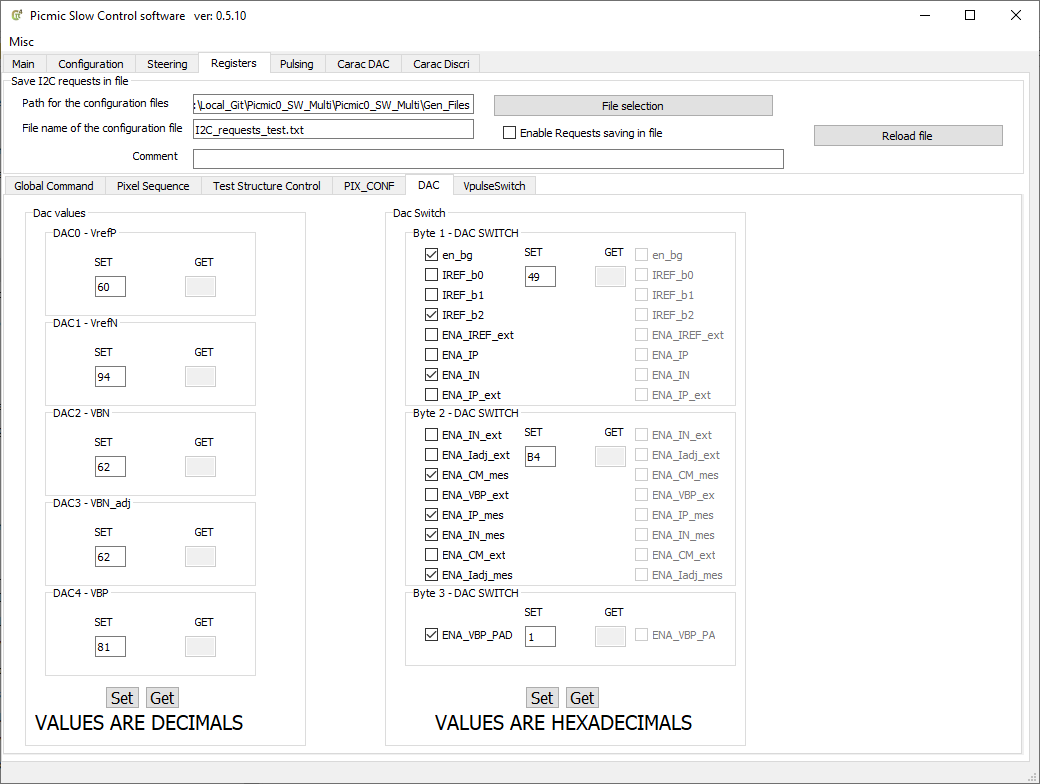 Picmic Slow Control software ver: 0.5.10
Misc
Main Configuration Steering Registers Pulsing Carac DAC Carac Discri
Save I2C requests in file
Path for the configuration files :\Local_Git\Picmic0_SW_Multi\Picmic0_SW_Multi\Gen_Files File selection
File name of the configuration file I2C_requests_test.txt Enable Requests saving in file Reload file
Comment
Global Command Pixel Sequence Test Structure Control PIX_CONF DAC VpulseSwitch
Dac values
DAC0 - VrefP
SET GET
60
DAC1 - VrefN
SET GET
94
DAC2 - VBN
SET GET
62
DAC3 - VBN_adj
SET GET
62
DAC4 - VBP
SET GET
81
Set Get
VALUES ARE DECIMALS
Dac Switch
Byte 1 - DAC SWITCH
en_bg SET GET en_bg
IREF_b0 49 IREF_b0
IREF_b1 IREF_b1
IREF_b2 IREF_b2
ENA_IREF_ext ENA_IREF_ext
ENA_IP ENA_IP
ENA_IN ENA_IN
ENA_IP_ext ENA_IP_ext
Byte 2 - DAC SWITCH
ENA_IN_ext SET GET ENA_IN_ext
ENA_Iadj_ext B4 ENA_Iadj_ext
ENA_CM_mes ENA_CM_mes
ENA_VBP_ext ENA_VBP_ex
ENA_IP_mes ENA_IP_mes
ENA_IN_mes ENA_IN_mes
ENA_CM_ext ENA_CM_ext
ENA_Iadj_mes ENA_Iadj_mes
Byte 3 - DAC SWITCH
SET GET
ENA_VBP_PAD 1 ENA_VBP_PA
Set Get
VALUES ARE HEXADECIMALS